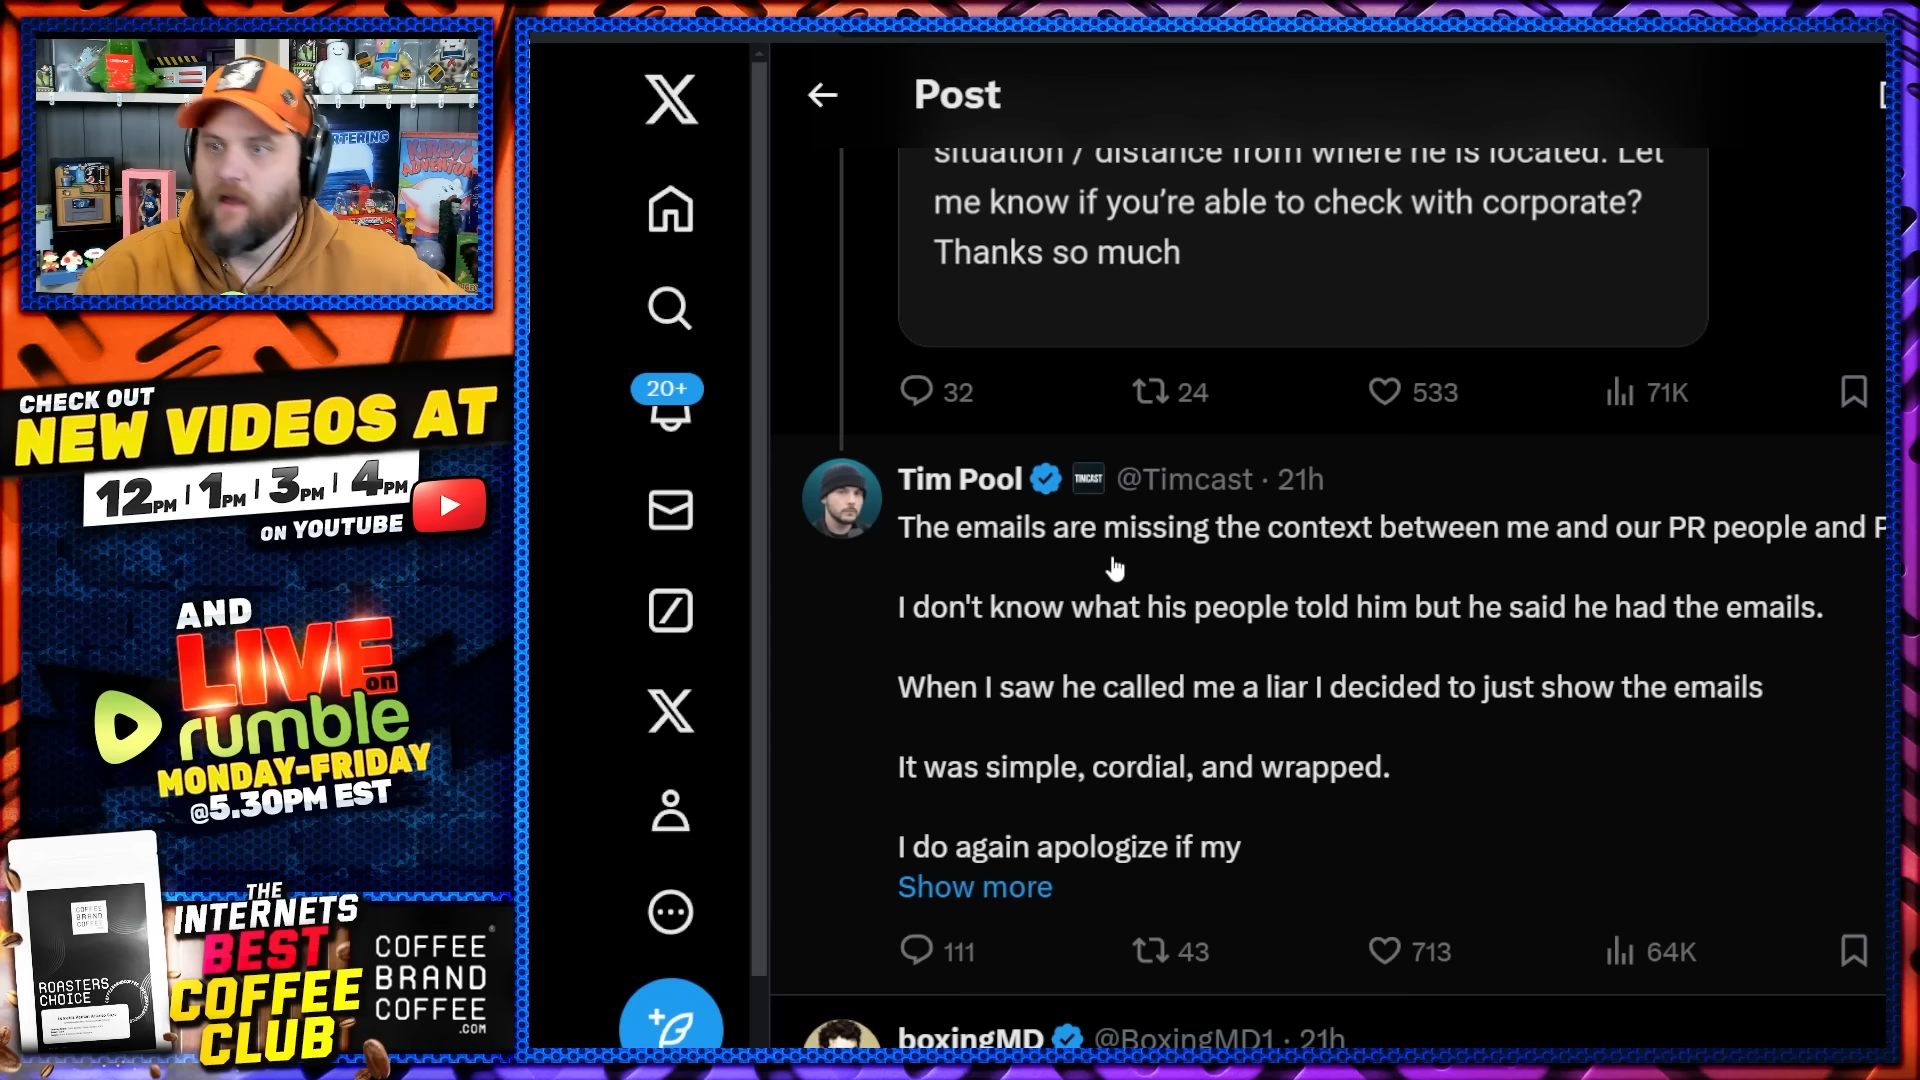 CHECK OUT
NEW VIDEOS AT
12PM | 1PM | 3PM | 4PM
ON YOUTUBE
AND
LIVE
on
rumble
MONDAY-FRIDAY
@5.30PM EST
COFFEE
BRAND
COFFEE
ROASTERS
CHOICE
THE
INTERNETS
BEST
COFFEE
CLUB
COFFEE
BRAND
COFFEE
.COM
KIRBY'S
ADVENTURE
Post
situation / distance from where he is located. Let
me know if you’re able to check with corporate?
Thanks so much
32 24 533 71K
20+
Tim Pool TIMCAST @Timcast · 21h
The emails are missing the context between me and our PR people and
I don't know what his people told him but he said he had the emails.
When I saw he called me a liar I decided to just show the emails
It was simple, cordial, and wrapped.
I do again apologize if my
Show more
111 43 713 64K
boxingMD @BoxingMD1 · 21h